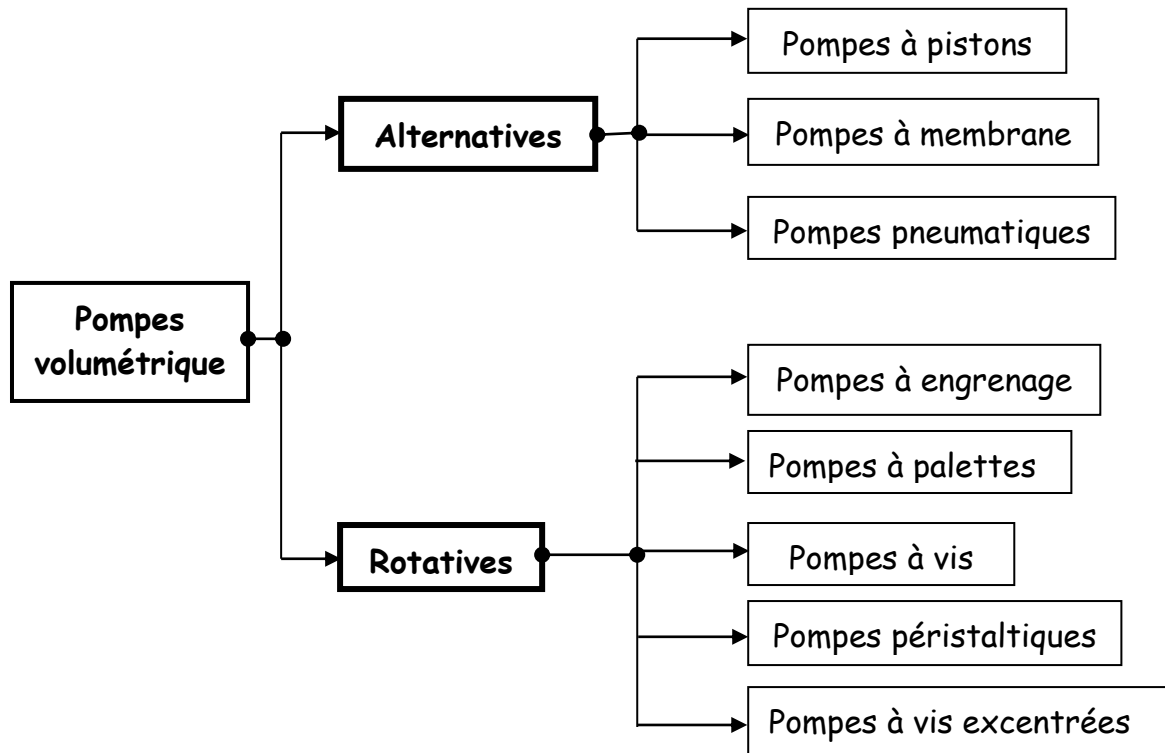 Pompes à pistons
Alternatives
Pompes à membrane
Pompes pneumatiques
Pompes
volumétrique
Pompes à engrenage
Pompes à palettes
Rotatives
Pompes à vis
Pompes péristaltiques
Pompes à vis excentrées